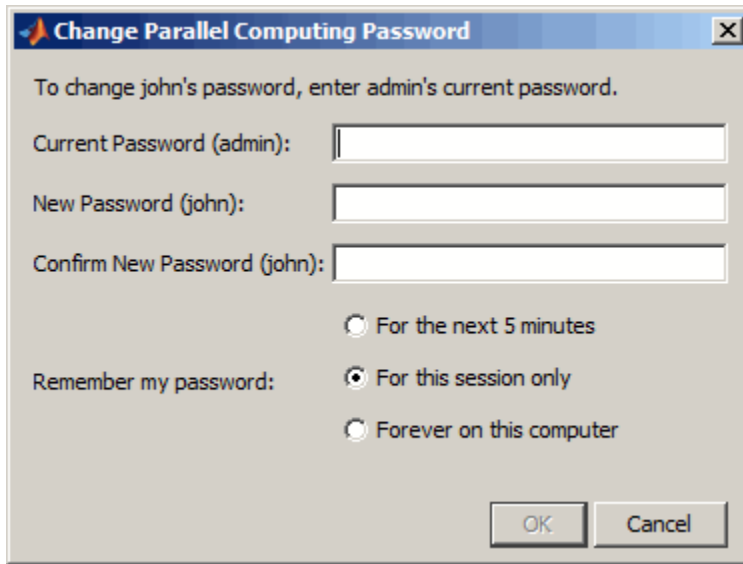 Change Parallel Computing Password
To change john's password, enter admin's current password.
Current Password (admin):
New Password (john):
Confirm New Password (john):
For the next 5 minutes
Remember my password:
For this session only
Forever on this computer
OK
Cancel